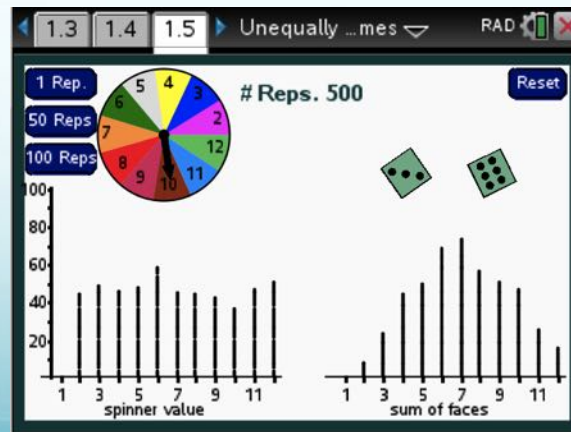 1.3 1.4 1.5 Unequally ...mes RAD
1 Rep. # Reps. 500 Reset
50 Reps
100 Reps
4
5 3
6 2
7 12
8 11
9 10
100
80
60
40
20
1 3 5 7 9 11 1 3 5 7 9 11
spinner value sum of faces